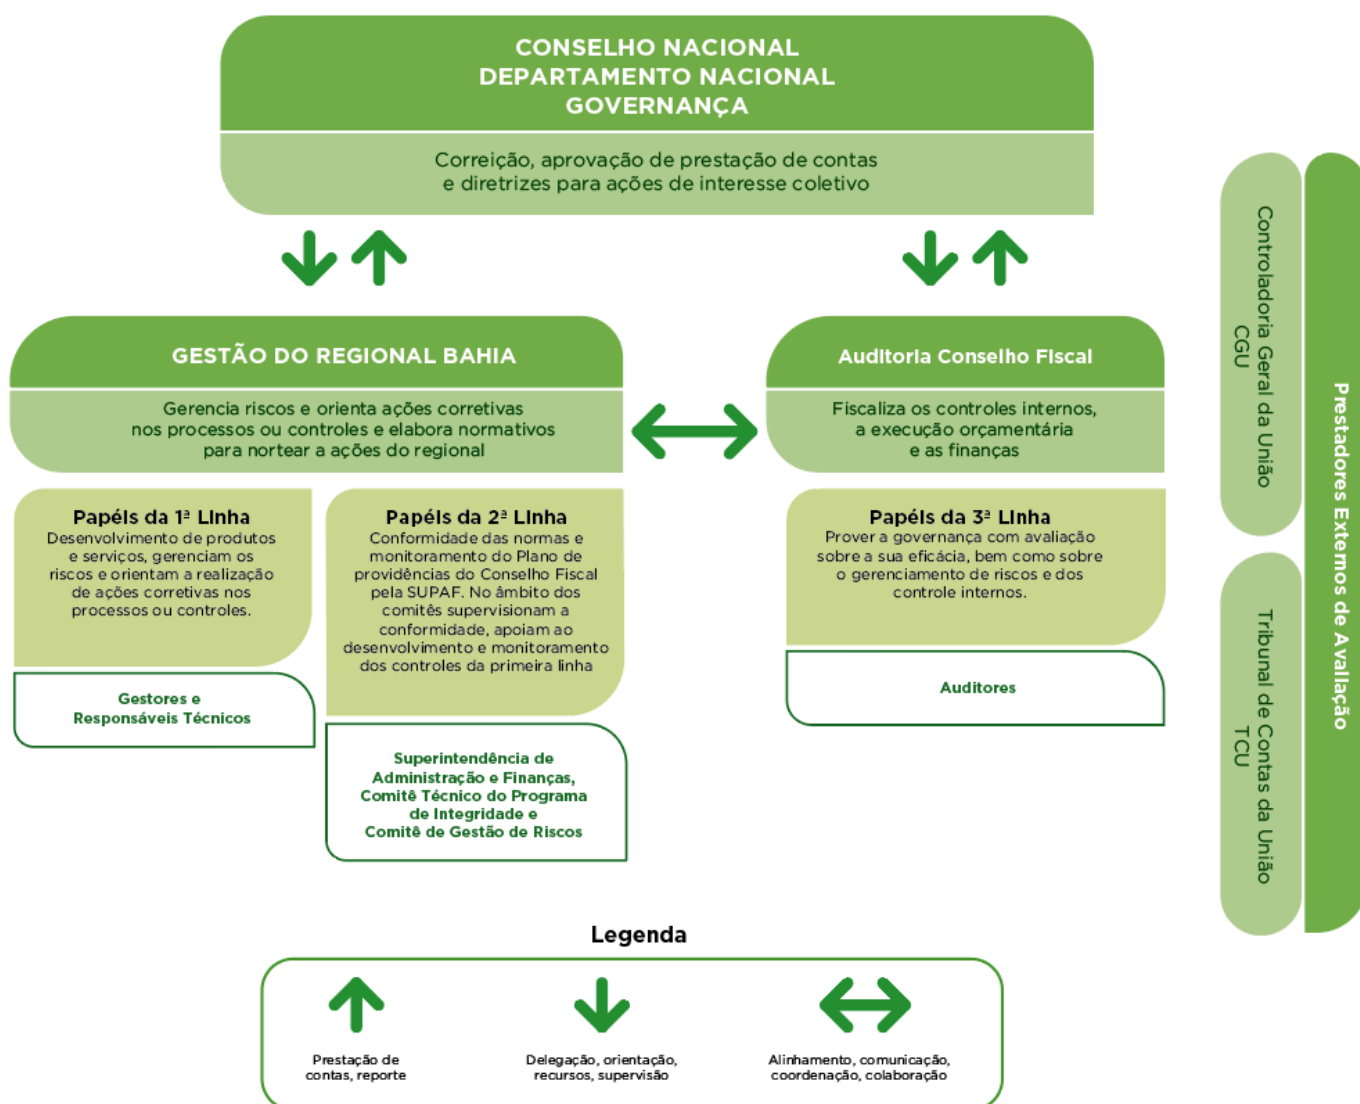 CONSELHO NACIONAL
DEPARTAMENTO NACIONAL
GOVERNANÇA
Correição, aprovação de prestação de contas
e diretrizes para ações de interesse coletivo
GESTÃO DO REGIONAL BAHIA
Gerencia riscos e orienta ações corretivas
nos processos ou controles e elabora normativos
para nortear a ações do regional
Auditoria Conselho Fiscal
Fiscaliza os controles internos,
a execução orçamentária
e as finanças
Papéis da 1ª Linha
Desenvolvimento de produtos
e serviços, gerenciam os
riscos e orientam a realização
de ações corretivas nos
processos ou controles.
Gestores e
Responsáveis Técnicos
Papéis da 2ª Linha
Conformidade das normas e
monitoramento do Plano de
providências do Conselho Fiscal
pela SUPAF. No âmbito dos
comitês supervisionam a
conformidade, apoiam ao
desenvolvimento e monitoramento
dos controles da primeira linha
Superintendência de
Administração e Finanças,
Comitê Técnico do Programa
de Integridade e
Comitê de Gestão de Riscos
Papéis da 3ª Linha
Prover a governança com avaliação
sobre a sua eficácia, bem como sobre
o gerenciamento de riscos e dos
controle internos.
Auditores
Controladoria Geral da União
CGU
Tribunal de Contas da União
TCU
Prestadores Externos de Avaliação
Legenda
Prestação de
contas, reporte
Delegação, orientação,
recursos, supervisão
Alinhamento, comunicação,
coordenação, colaboração